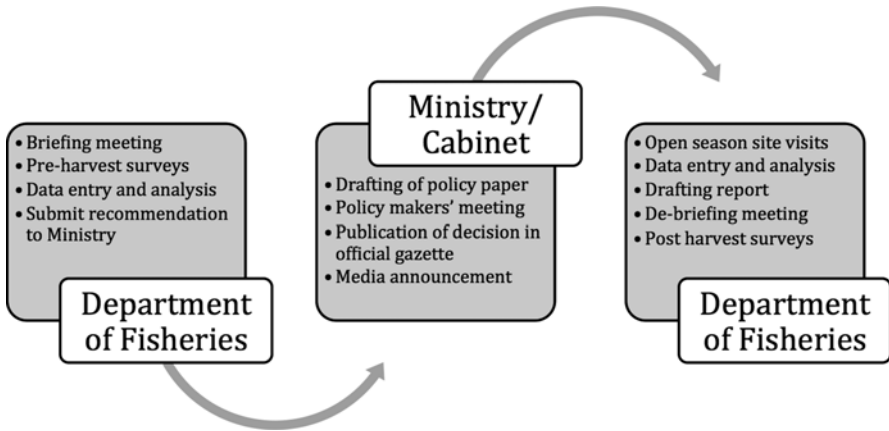 • Briefing meeting
• Pre-harvest surveys
• Data entry and analysis
• Submit recommendation
to Ministry
Department
of Fisheries
Ministry/
Cabinet
• Drafting of policy paper
• Policy makers’ meeting
• Publication of decision in
official gazette
• Media announcement
• Open season site visits
• Data entry and analysis
• Drafting report
• De-briefing meeting
• Post harvest surveys
Department
of Fisheries